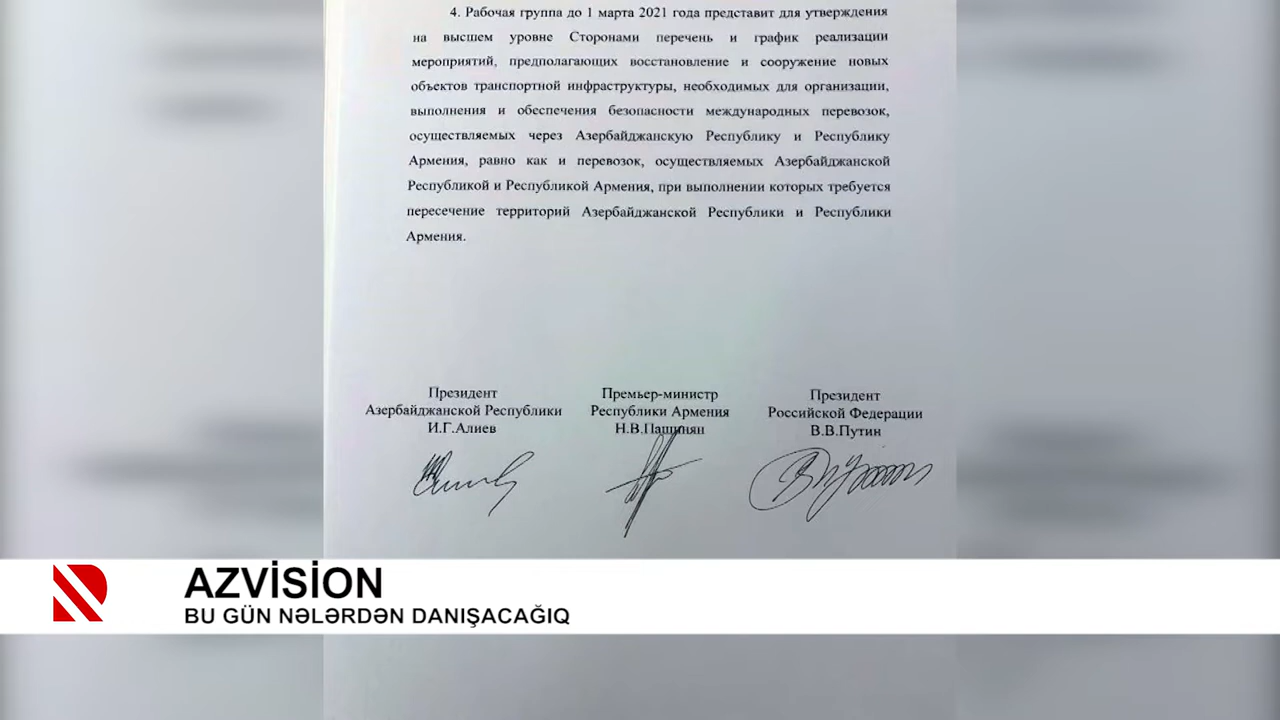 4. Рабочая группа до 1 марта 2021 года представит для утверждения
на высшем уровне Сторонами перечень и график реализации
мероприятий, предполагающих восстановление и сооружение новых
объектов транспортной инфраструктуры, необходимых для организации,
выполнения и обеспечения безопасности международных перевозок,
осуществляемых через Азербайджанскую Республику и Республику
Армения, равно как и перевозок, осуществляемых Азербайджанской
Республикой и Республикой Армения, при выполнении которых требуется
пересечение территорий Азербайджанской Республики и Республики
Армения.
Президент
Азербайджанской Республики
И.Г.Алиев
Премьер-министр
Республики Армения
Н.В.Пашинян
Президент
Российской Федерации
В.В.Путин
AZVİSİON
BU GÜN NƏLƏRDƏN DANIŞACAĞIQ